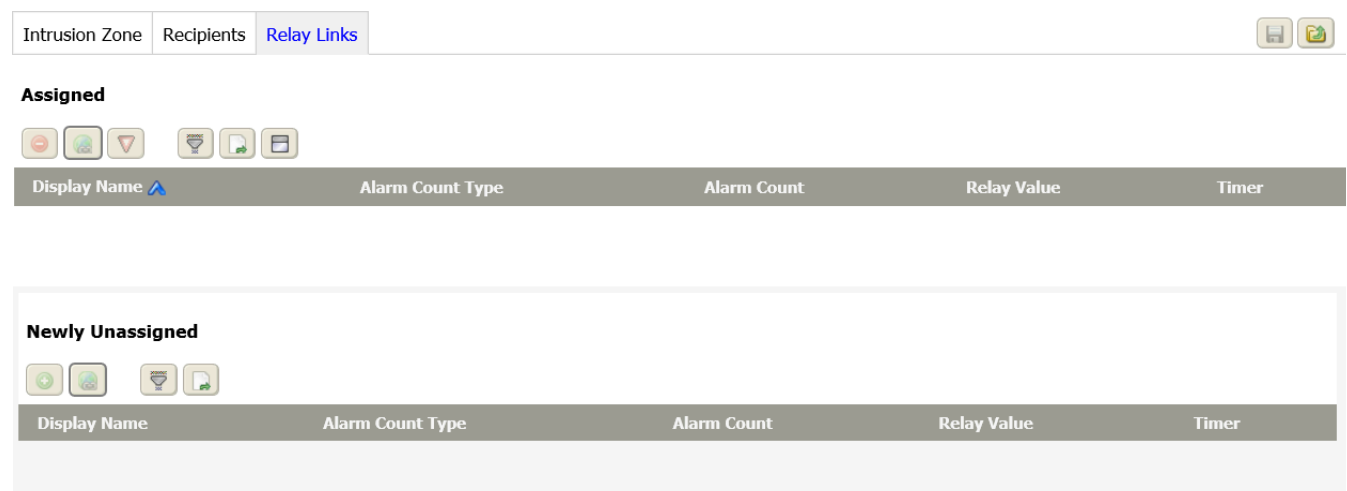 Intrusion Zone Recipients Relay Links
Assigned
Display Name Alarm Count Type Alarm Count Relay Value Timer
Newly Unassigned
Display Name Alarm Count Type Alarm Count Relay Value Timer